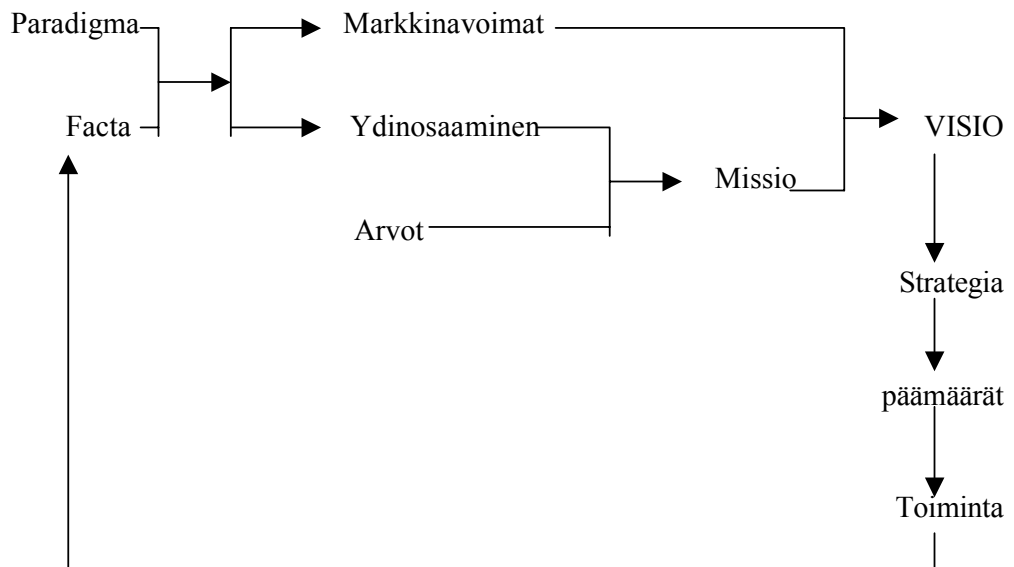 Paradigma
Markkinavoimat
Facta
Ydinosaaminen
VISIO
Missio
Arvot
Strategia
päämäärät
Toiminta